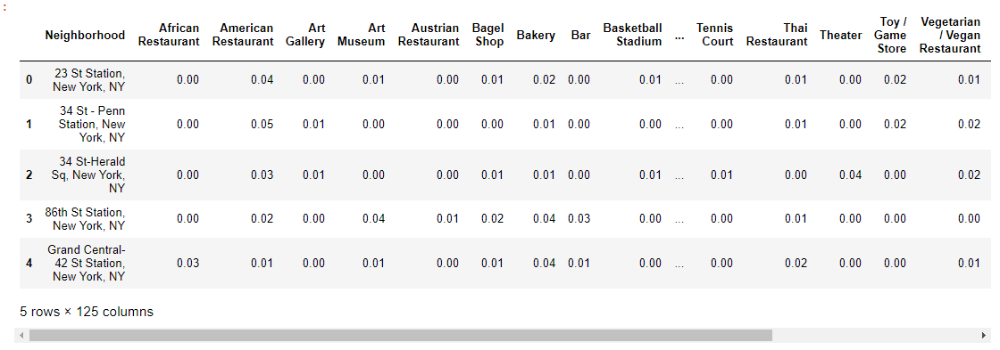 :
Neighborhood African Restaurant American Restaurant Art Gallery Art Museum Austrian Restaurant Bagel Shop Bakery Bar Basketball Stadium ... Tennis Court Thai Restaurant Theater Toy / Game Store Vegetarian / Vegan Restaurant
0 23 St Station, New York, NY 0.00 0.04 0.00 0.01 0.00 0.01 0.02 0.00 0.01 ... 0.00 0.01 0.00 0.02 0.01
1 34 St - Penn Station, New York, NY 0.00 0.05 0.01 0.00 0.00 0.00 0.01 0.00 0.00 ... 0.00 0.01 0.00 0.02 0.02
2 34 St-Herald Sq, New York, NY 0.00 0.03 0.01 0.00 0.00 0.01 0.01 0.00 0.01 ... 0.01 0.00 0.04 0.00 0.02
3 86th St Station, New York, NY 0.00 0.02 0.00 0.04 0.01 0.02 0.04 0.03 0.00 ... 0.00 0.01 0.00 0.00 0.00
4 Grand Central-42 St Station, New York, NY 0.03 0.01 0.00 0.01 0.00 0.01 0.04 0.01 0.00 ... 0.00 0.02 0.00 0.00 0.01
5 rows × 125 columns